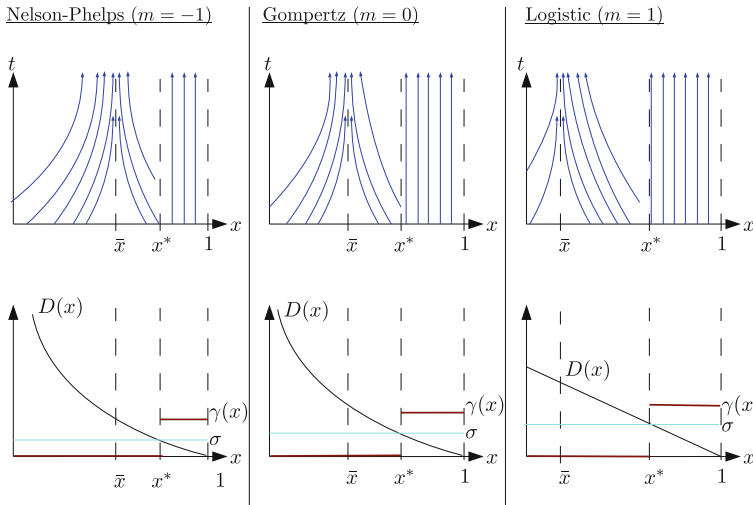 Nelson-Phelps (m = −1)
t
x
x̄
x*
1
D(x)
γ(x)
σ
x
x̄
x*
1
Gompertz (m = 0)
t
x
x̄
x*
1
D(x)
γ(x)
σ
x
x̄
x*
1
Logistic (m = 1)
t
x
x̄
x*
1
D(x)
γ(x)
σ
x
x̄
x*
1